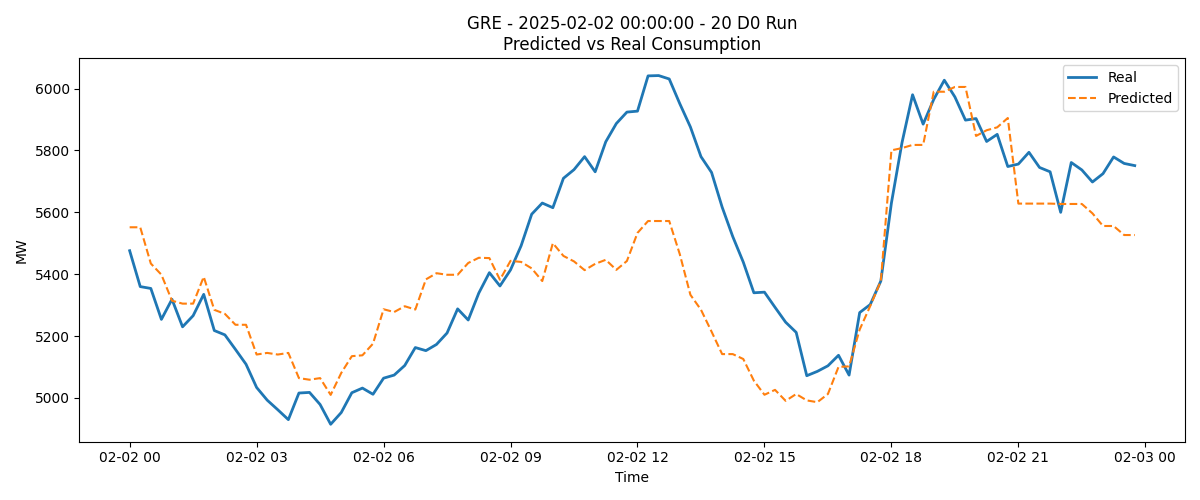 GRE - 2025-02-02 00:00:00 - 20 D0 Run
Predicted vs Real Consumption
Real
Predicted
MW
6000
5800
5600
5400
5200
5000
02-02 00
02-02 03
02-02 06
02-02 09
02-02 12
02-02 15
02-02 18
02-02 21
02-03 00
Time